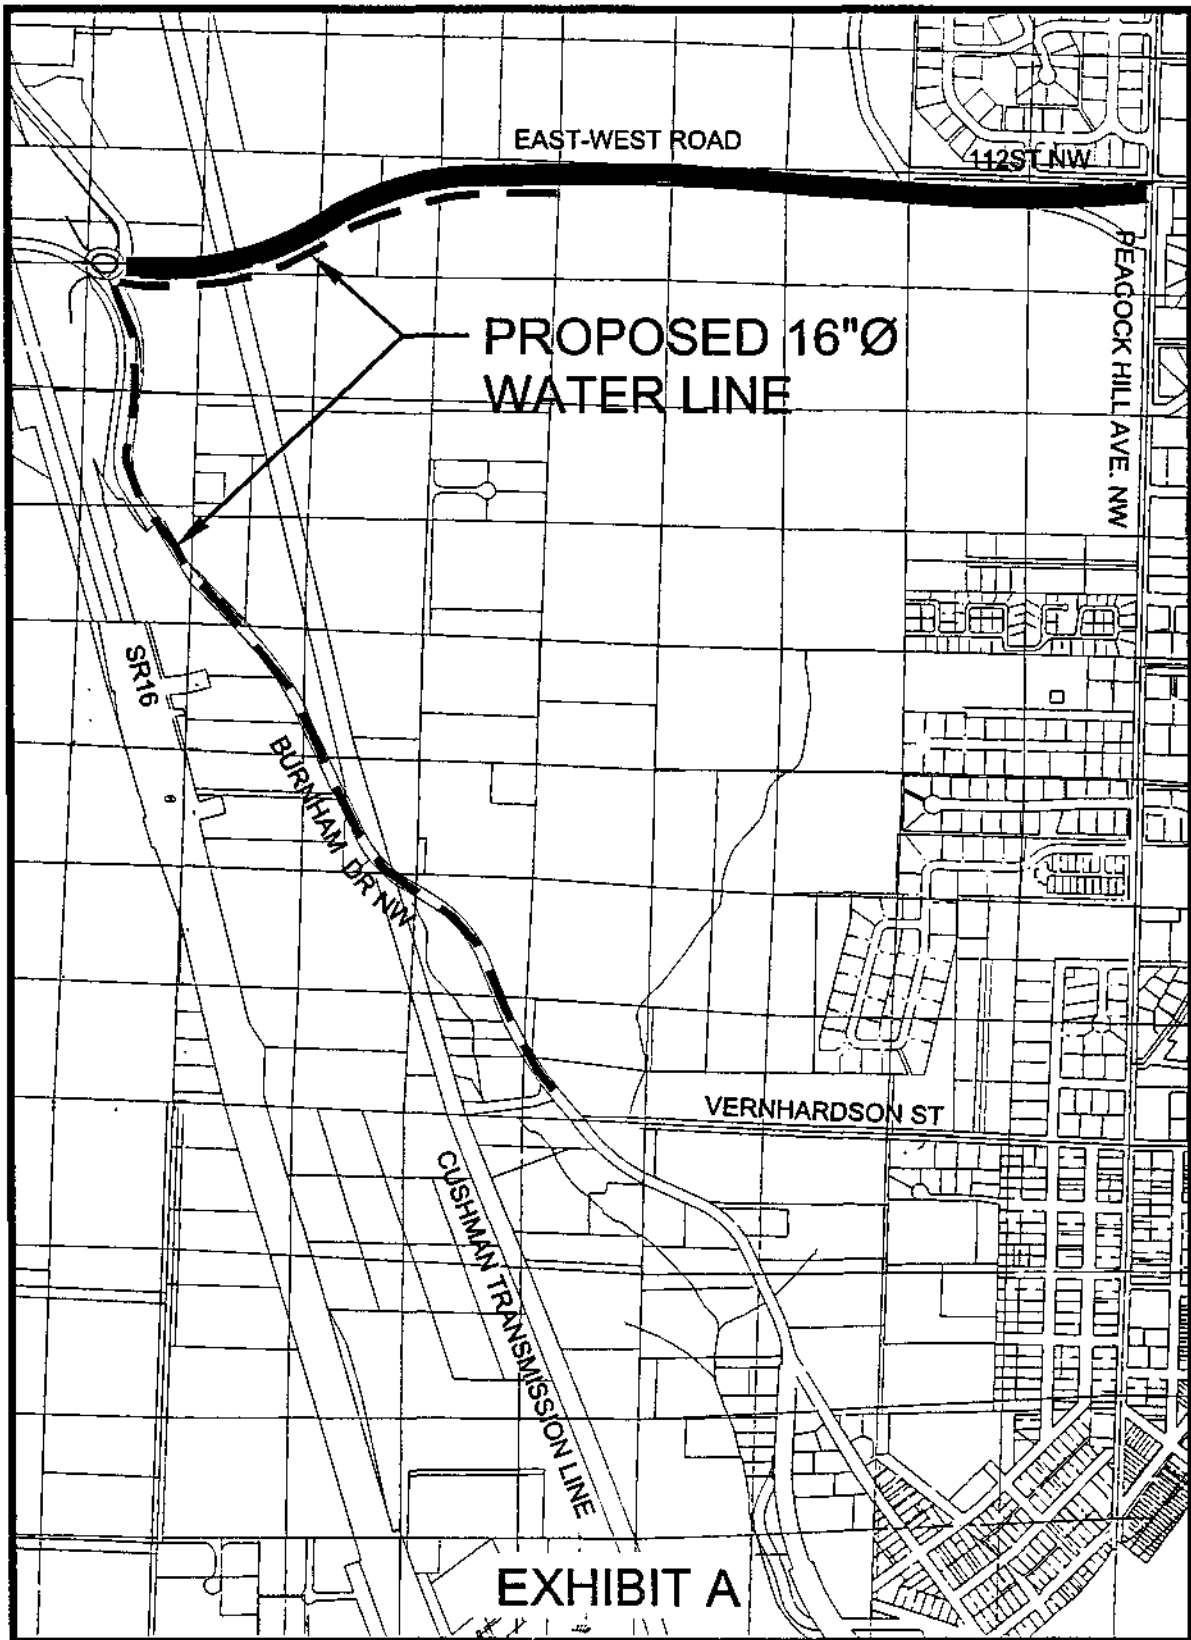 EAST-WEST ROAD
112ST NW
PEACOCK HILL AVE. NW
PROPOSED 16"Ø
WATER LINE
SR16
BURNHAM DR NW
VERNHARDSON ST
CUSHMAN TRANSMISSION LINE
EXHIBIT A